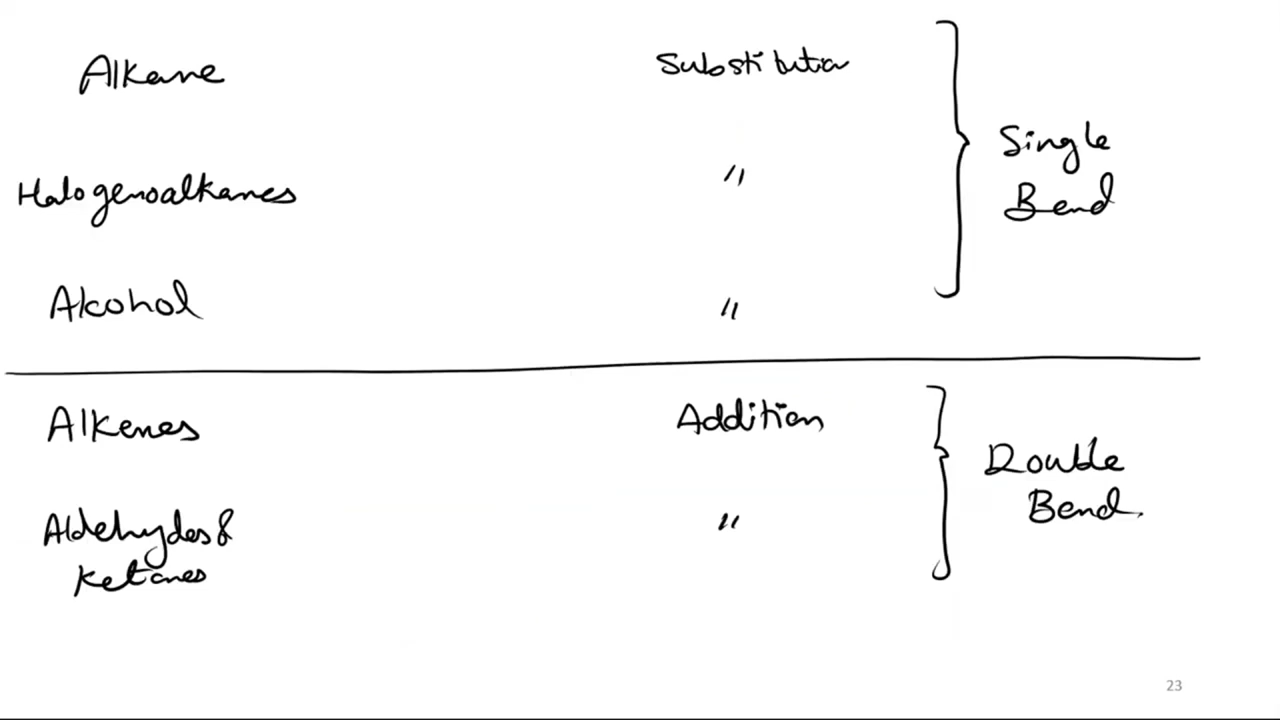 Alkane Substitution
Halogenoalkanes "
Single
Bond
Alcohol "
Alkenes Addition
Double
Bond
Aldehydes &
Ketones "
23